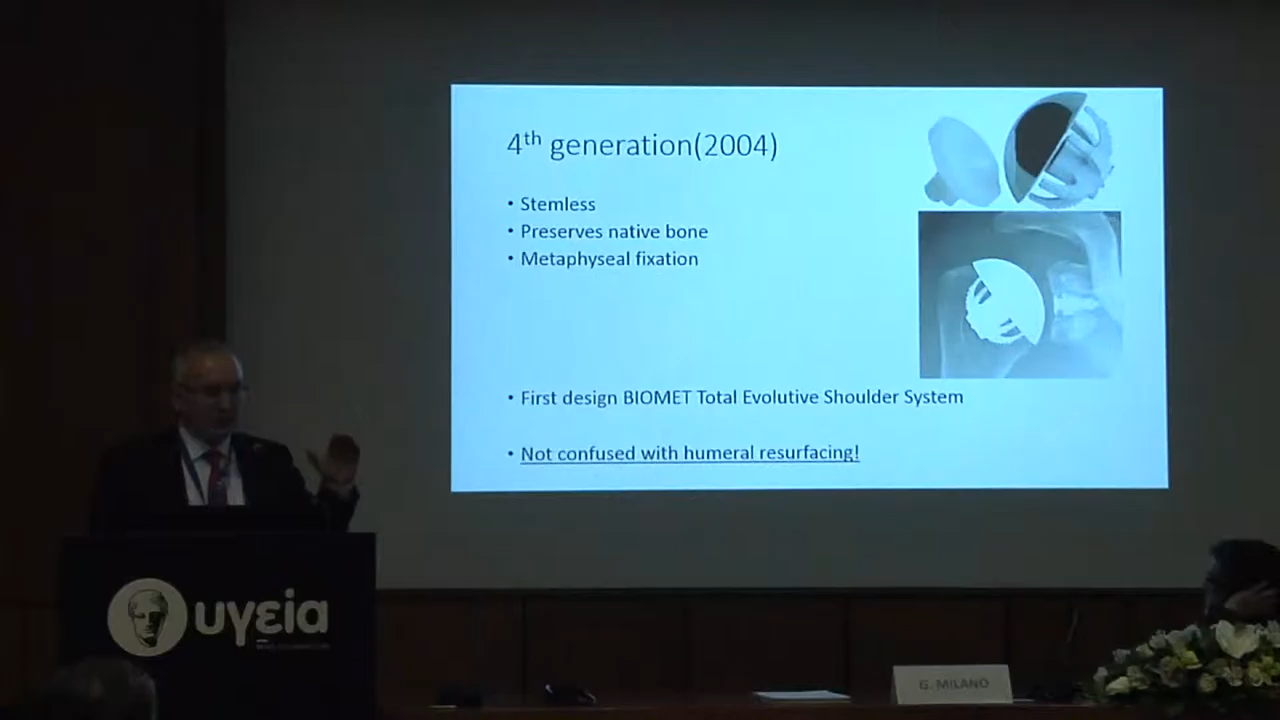 4th generation(2004)
• Stemless
• Preserves native bone
• Metaphyseal fixation
• First design BIOMET Total Evolutive Shoulder System
• Not confused with humeral resurfacing!
υγεία
G. MILANO